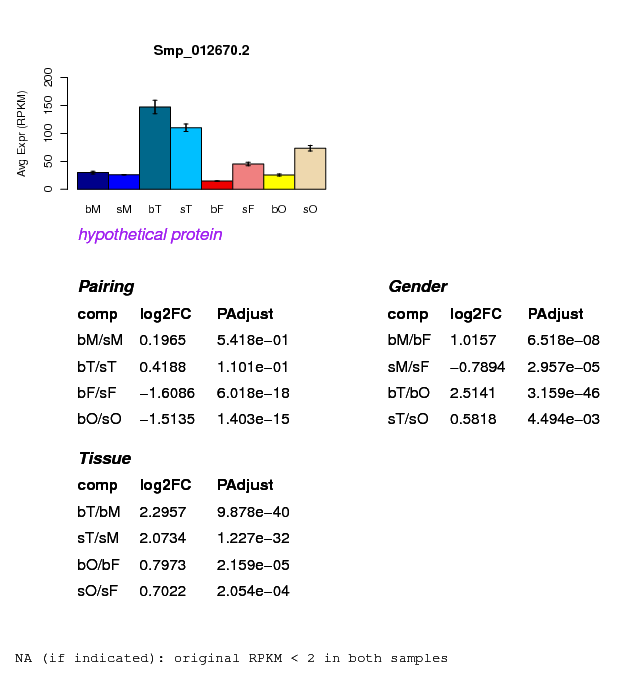 Smp_012670.2
Avg Expr (RPKM)
200
150
100
50
0
bM sM bT sT bF sF bO sO
hypothetical protein
Pairing
comp log2FC PAdjust
bM/sM 0.1965 5.418e−01
bT/sT 0.4188 1.101e−01
bF/sF −1.6086 6.018e−18
bO/sO −1.5135 1.403e−15
Gender
comp log2FC PAdjust
bM/bF 1.0157 6.518e−08
sM/sF −0.7894 2.957e−05
bT/bO 2.5141 3.159e−46
sT/sO 0.5818 4.494e−03
Tissue
comp log2FC PAdjust
bT/bM 2.2957 9.878e−40
sT/sM 2.0734 1.227e−32
bO/bF 0.7973 2.159e−05
sO/sF 0.7022 2.054e−04
NA (if indicated): original RPKM < 2 in both samples